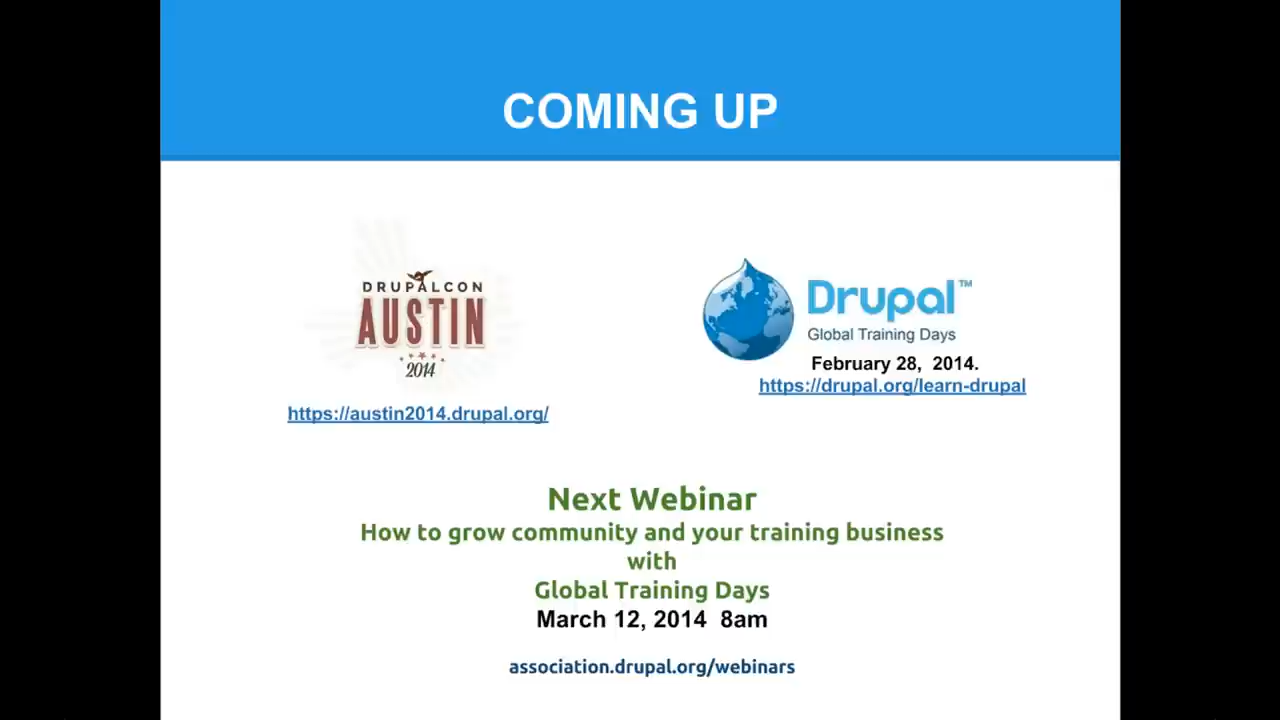 COMING UP
DRUPALCON
AUSTIN
2014
https://austin2014.drupal.org/
Drupal™
Global Training Days
February 28,  2014.
https://drupal.org/learn-drupal
Next Webinar
How to grow community and your training business
with
Global Training Days
March 12, 2014  8am
association.drupal.org/webinars